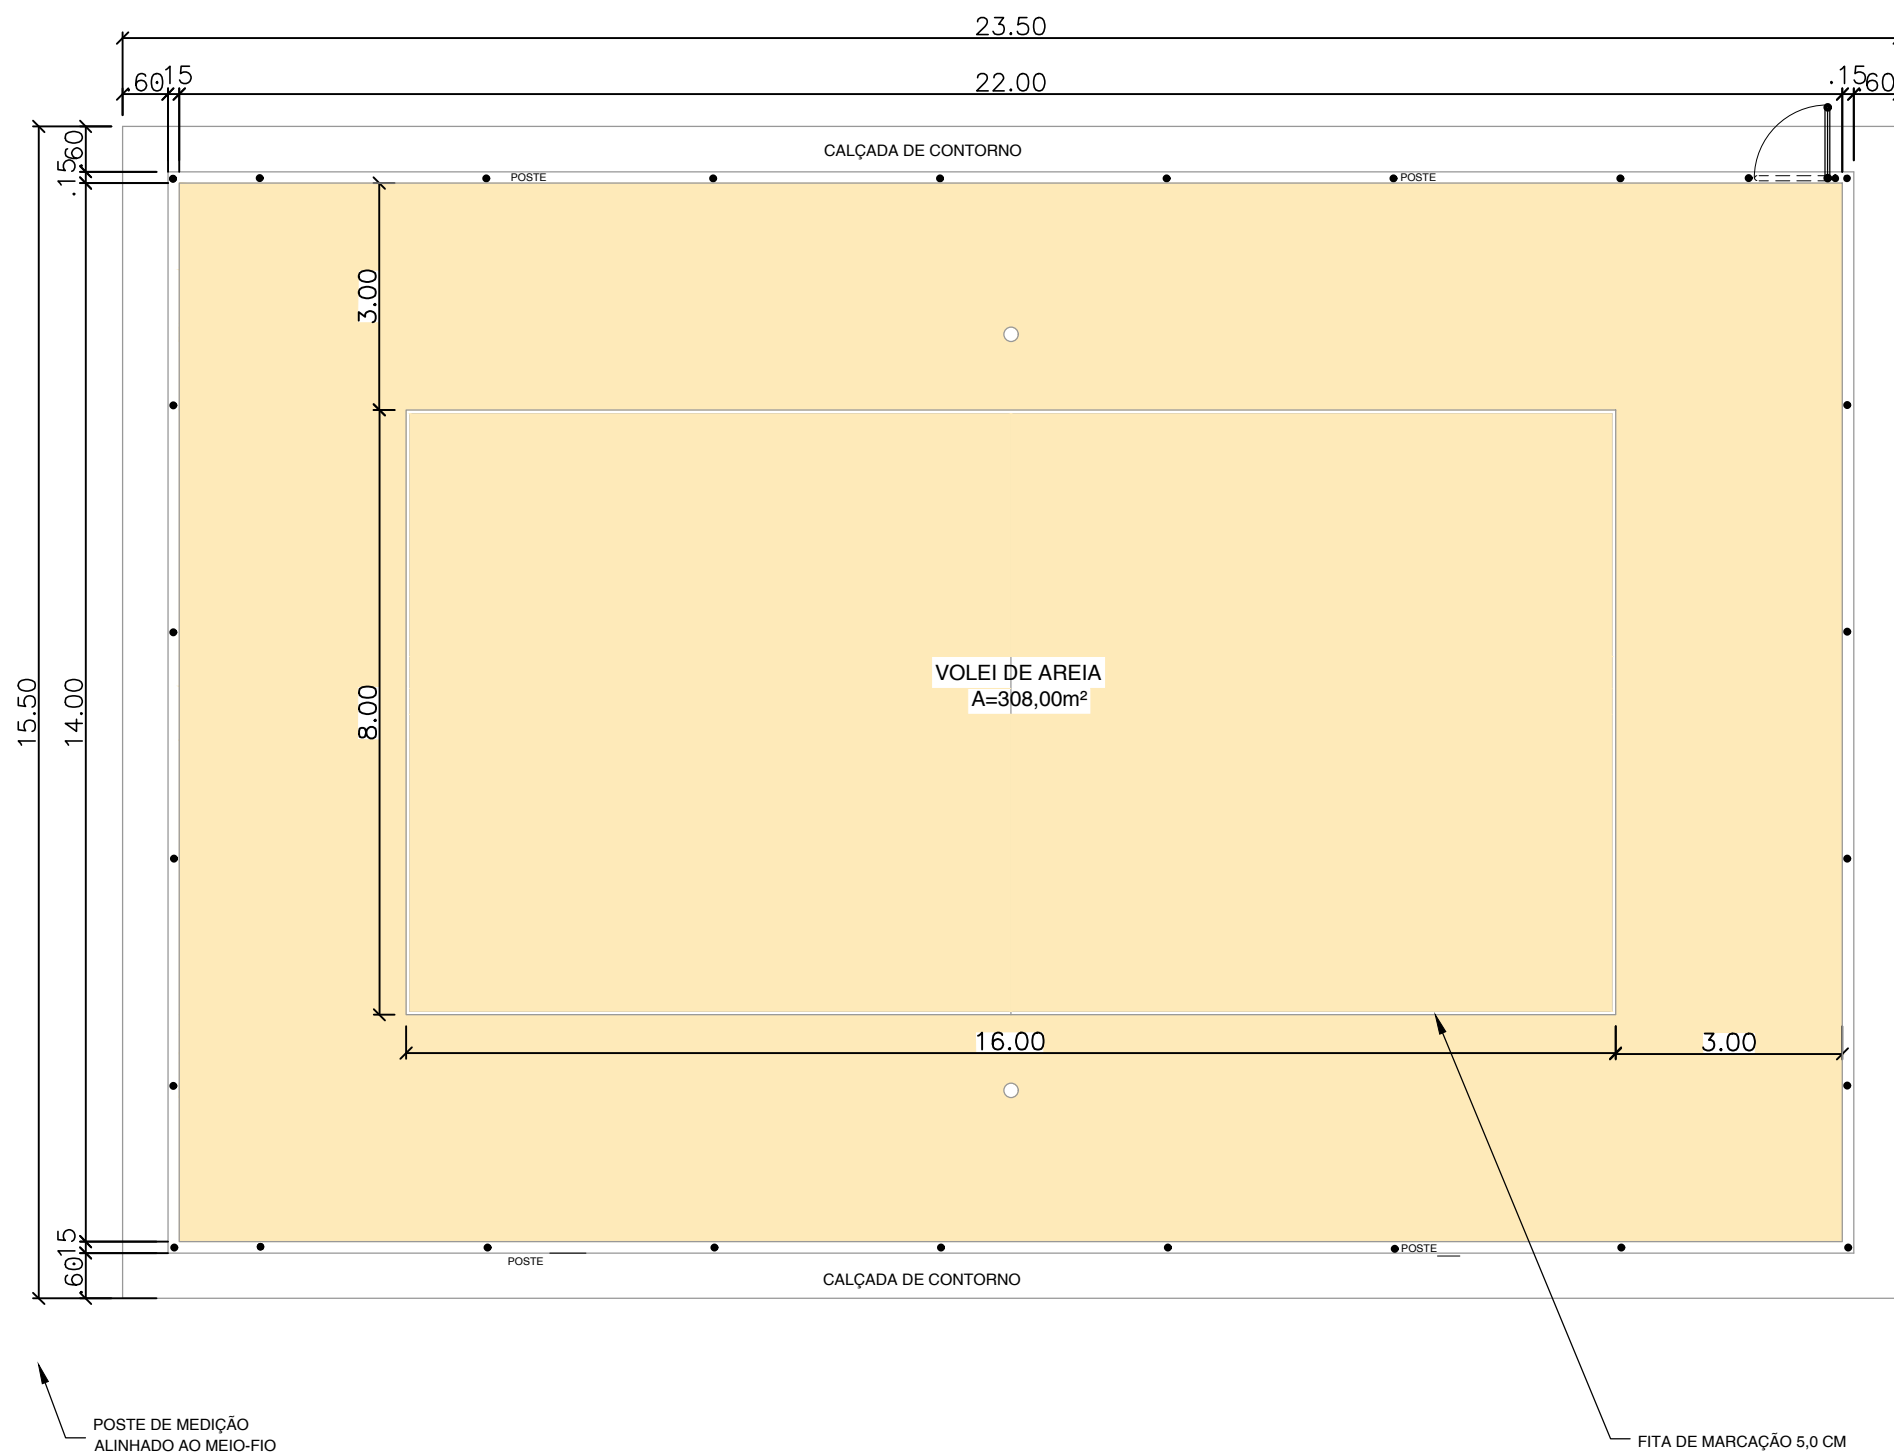 23.50
.60
.15
22.00
.15
.60
.60
.15
CALÇADA DE CONTORNO
POSTE
POSTE
3.00
15.50
14.00
8.00
VOLEI DE AREIA
A=308,00m²
16.00
3.00
.15
.60
POSTE
POSTE
CALÇADA DE CONTORNO
POSTE DE MEDIÇÃO
ALINHADO AO MEIO-FIO
FITA DE MARCAÇÃO 5,0 CM